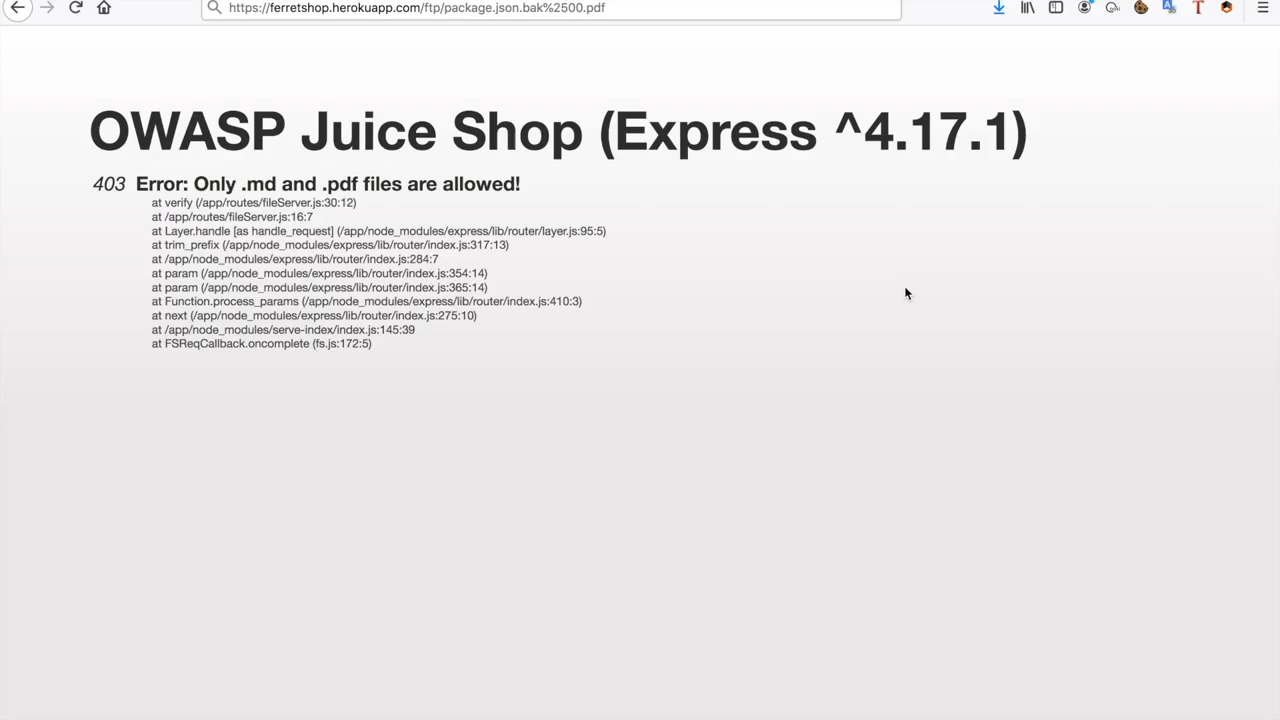 https://ferretshop.herokuapp.com/ftp/package.json.bak%2500.pdf
OWASP Juice Shop (Express ^4.17.1)
403 Error: Only .md and .pdf files are allowed!
at verify (/app/routes/fileServer.js:30:12)
at /app/routes/fileServer.js:16:7
at Layer.handle [as handle_request] (/app/node_modules/express/lib/router/layer.js:95:5)
at trim_prefix (/app/node_modules/express/lib/router/index.js:317:13)
at /app/node_modules/express/lib/router/index.js:284:7
at param (/app/node_modules/express/lib/router/index.js:354:14)
at param (/app/node_modules/express/lib/router/index.js:365:14)
at Function.process_params (/app/node_modules/express/lib/router/index.js:410:3)
at next (/app/node_modules/express/lib/router/index.js:275:10)
at /app/node_modules/serve-index/index.js:145:39
at FSReqCallback.oncomplete (fs.js:172:5)